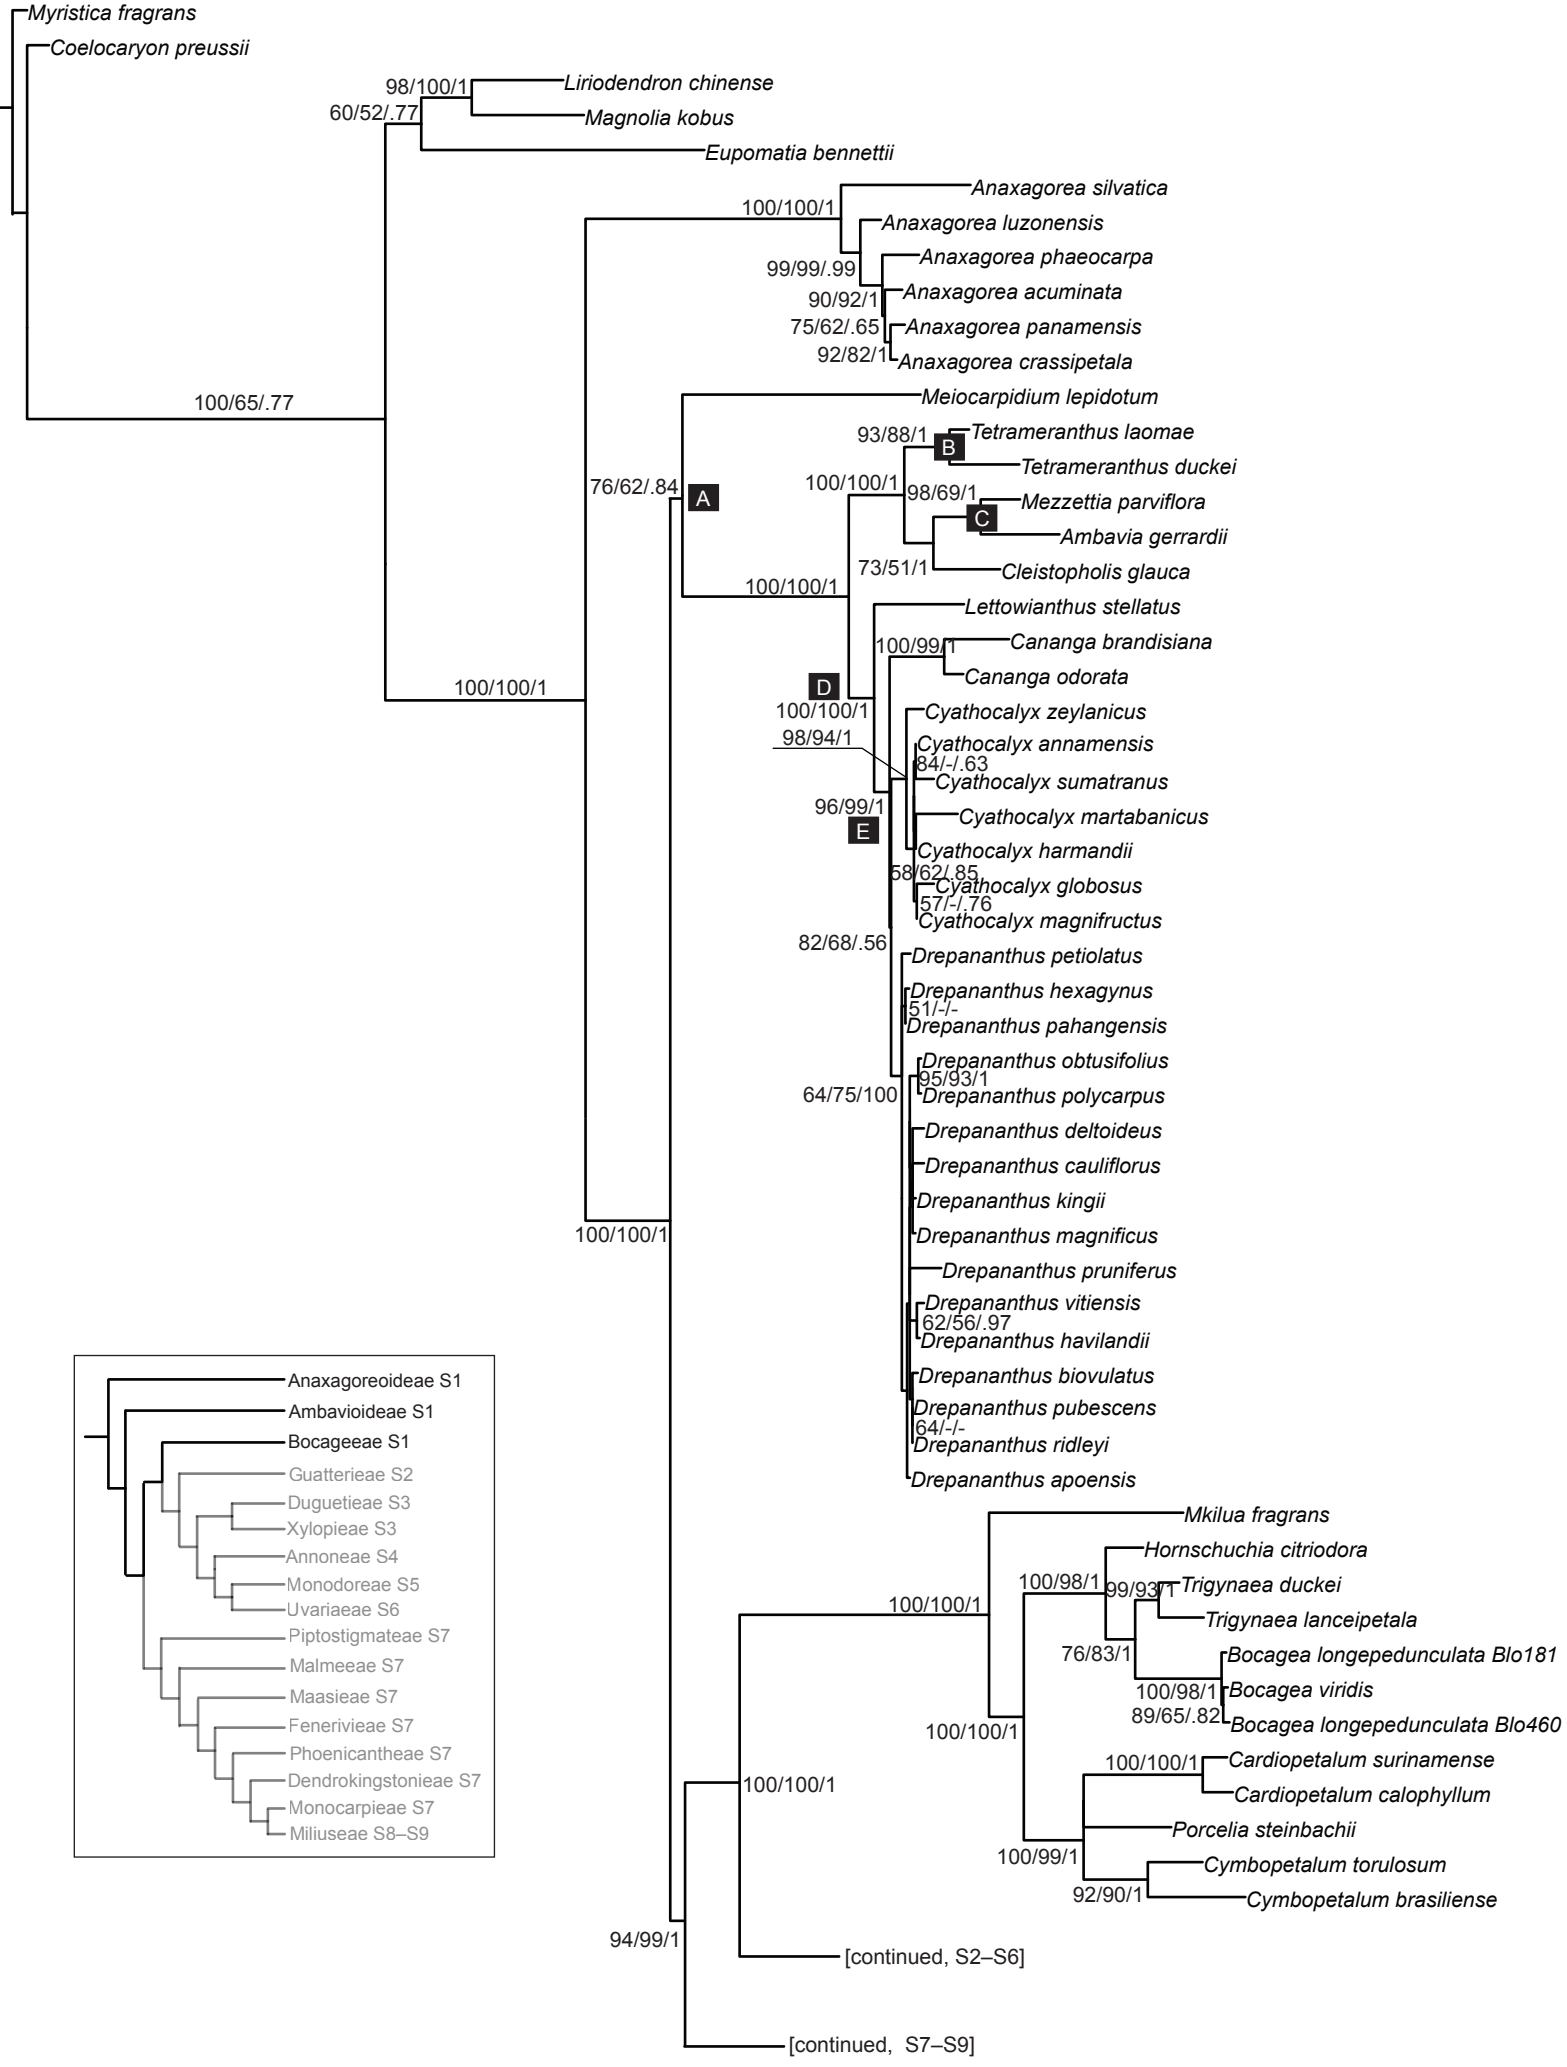 Myristica fragrans
Coelocaryon preussii
98/100/1
Liriodendron chinense
60/52/.77
Magnolia kobus
Eupomatia bennettii
Anaxagorea silvatica
100/100/1
Anaxagorea luzonensis
Anaxagorea phaeocarpa
99/99/.99
Anaxagorea acuminata
90/92/1
Anaxagorea panamensis
75/62/.65
92/82/1
Anaxagorea crassipetala
Meiocarpidium lepidotum
100/65/.77
Tetrameranthus laomae
93/88/1
B
Tetrameranthus duckei
100/100/1
76/62/.84
A
98/69/1
Mezzettia parviflora
C
Ambavia gerrardii
73/51/1
Cleistopholis glauca
100/100/1
Lettowianthus stellatus
100/99/1
Cananga brandisiana
Cananga odorata
100/100/1
D
100/100/1
Cyathocalyx zeylanicus
98/94/1
Cyathocalyx annamensis
84/-/.63
Cyathocalyx sumatranus
96/99/1
Cyathocalyx martabanicus
E
Cyathocalyx harmandii
58/62/.85
Cyathocalyx globosus
57/-/.76
Cyathocalyx magnifructus
82/68/.56
Drepananthus petiolatus
Drepananthus hexagynus
51/-/-
Drepananthus pahangensis
Drepananthus obtusifolius
95/93/1
64/75/100
Drepananthus polycarpus
Drepananthus deltoideus
Drepananthus cauliflorus
Drepananthus kingii
100/100/1
Drepananthus magnificus
Drepananthus pruniferus
Drepananthus vitiensis
62/56/.97
Drepananthus havilandii
Drepananthus biovulatus
Drepananthus pubescens
64/-/-
Drepananthus ridleyi
Drepananthus apoensis
Mkilua fragrans
Hornschuchia citriodora
100/98/1
99/93/1
Trigynaea duckei
100/100/1
Trigynaea lanceipetala
76/83/1
Bocagea longepedunculata Blo181
100/98/1
Bocagea viridis
89/65/.82
Bocagea longepedunculata Blo460
100/100/1
100/100/1
Cardiopetalum surinamense
100/100/1
Cardiopetalum calophyllum
Porcelia steinbachii
100/99/1
Cymbopetalum torulosum
92/90/1
Cymbopetalum brasiliense
94/99/1
[continued, S2–S6]
[continued, S7–S9]
Anaxagoreoideae S1
Ambavioideae S1
Bocageeae S1
Guatterieae S2
Duguetieae S3
Xylopieae S3
Annoneae S4
Monodoreae S5
Uvariaeae S6
Piptostigmateae S7
Malmeeae S7
Maasieae S7
Fenerivieae S7
Phoenicantheae S7
Dendrokingstonieae S7
Monocarpieae S7
Miliuseae S8–S9